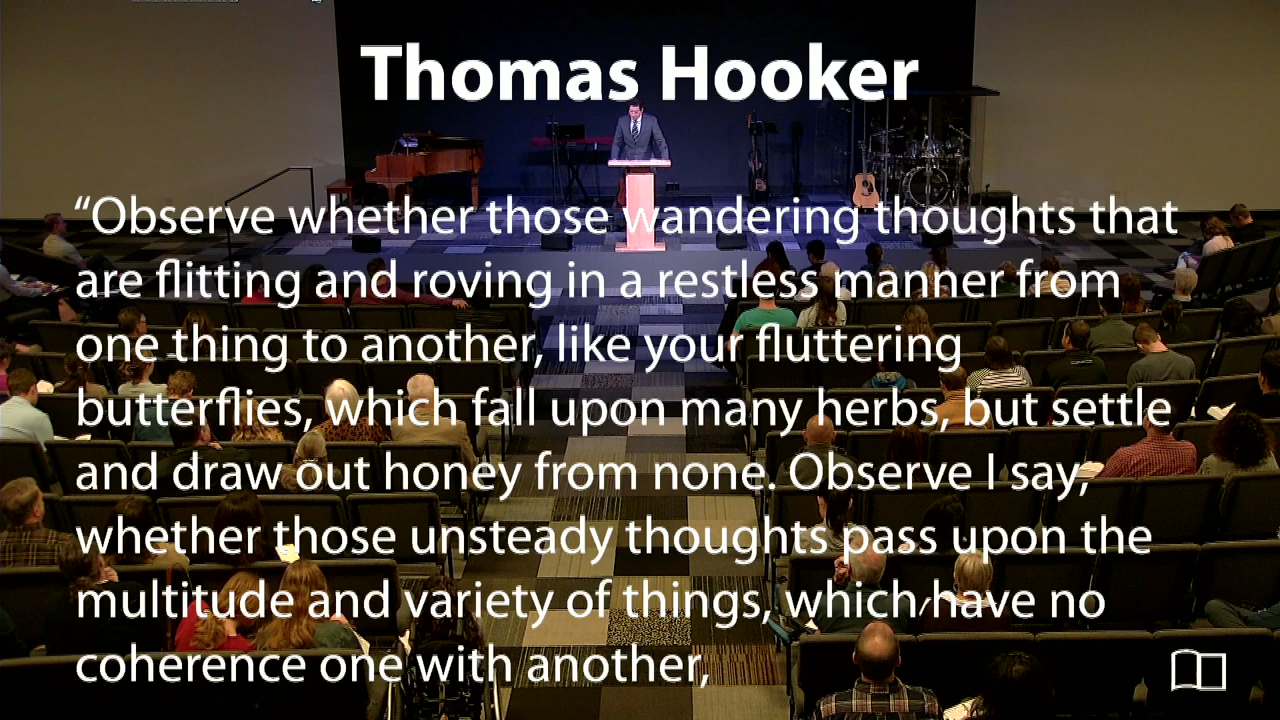 Thomas Hooker
“Observe whether those wandering thoughts that
are flitting and roving in a restless manner from
one thing to another, like your fluttering
butterflies, which fall upon many herbs, but settle
and draw out honey from none. Observe I say,
whether those unsteady thoughts pass upon the
multitude and variety of things, which have no
coherence one with another,